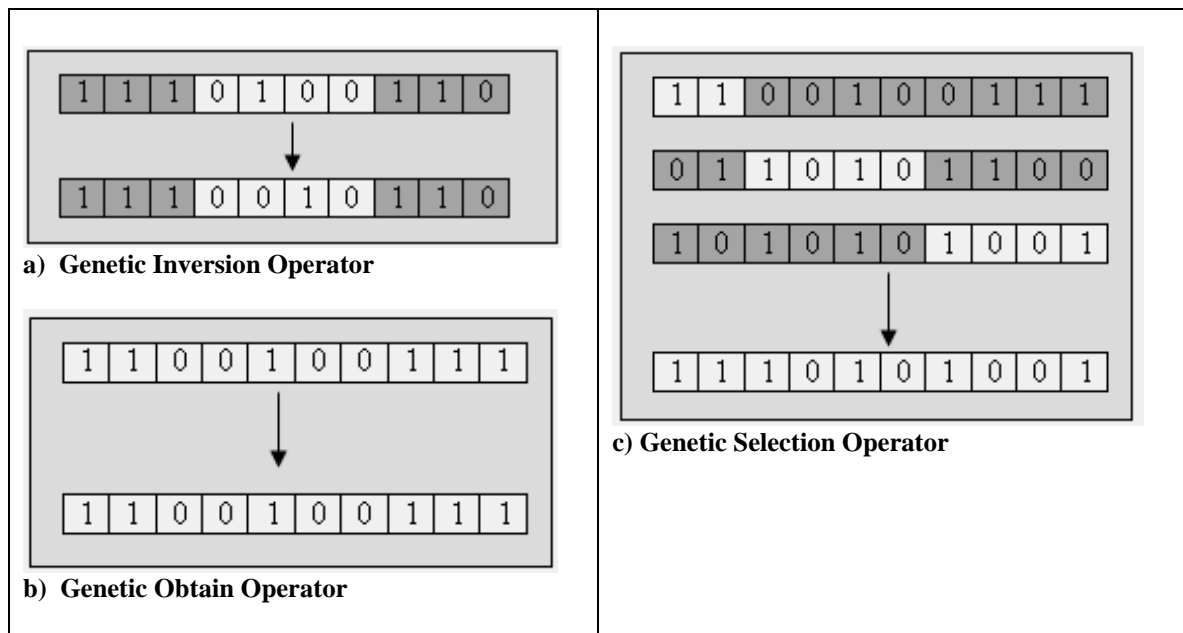 1 1 1 0 1 0 0 1 1 0
1 1 1 0 0 1 0 1 1 0
a) Genetic Inversion Operator
1 1 0 0 1 0 0 1 1 1
1 1 0 0 1 0 0 1 1 1
b) Genetic Obtain Operator
1 1 0 0 1 0 0 1 1 1
0 1 1 0 1 0 1 1 0 0
1 0 1 0 1 0 1 0 0 1
1 1 1 0 1 0 1 0 0 1
c) Genetic Selection Operator